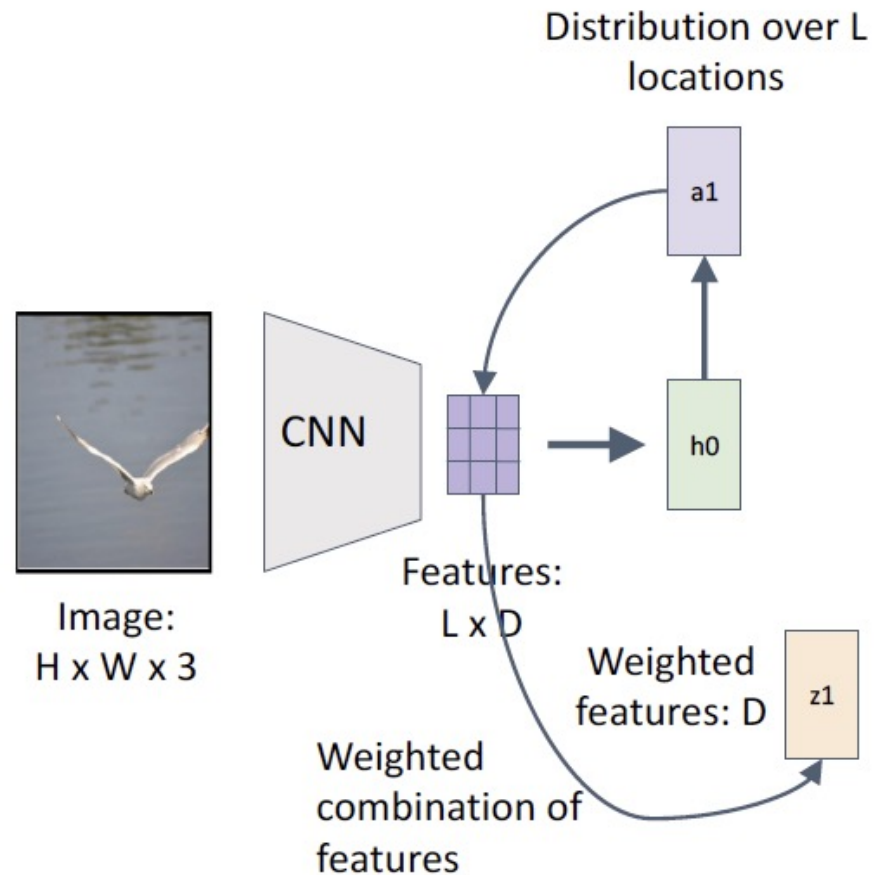 Distribution over L
locations
a1
CNN
h0
Features:
L x D
Image:
H x W x 3
Weighted
features: D
z1
Weighted
combination of
features